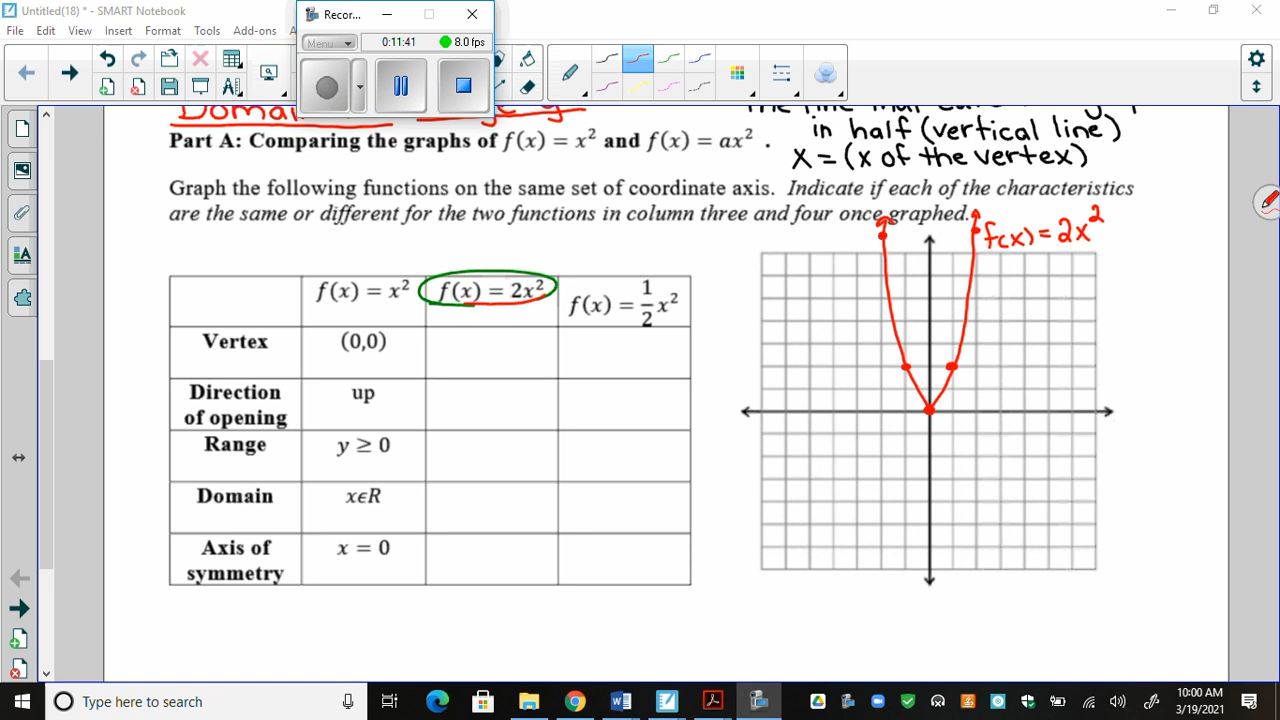 Untitled(18) * - SMART Notebook
File Edit View Insert Format Tools Add-ons
Recor...
Menu
0:11:41
8.0 fps
in half (vertical line)
x = (x of the vertex)
Part A: Comparing the graphs of f(x) = x² and f(x) = ax² .
Graph the following functions on the same set of coordinate axis. Indicate if each of the characteristics
are the same or different for the two functions in column three and four once graphed.
f(x) = 2x²
f(x) = x² f(x) = 2x² f(x) = 1/2 x²
Vertex (0,0)
Direction of opening up
Range y ≥ 0
Domain xϵR
Axis of symmetry x = 0
Type here to search
10:00 AM
3/19/2021